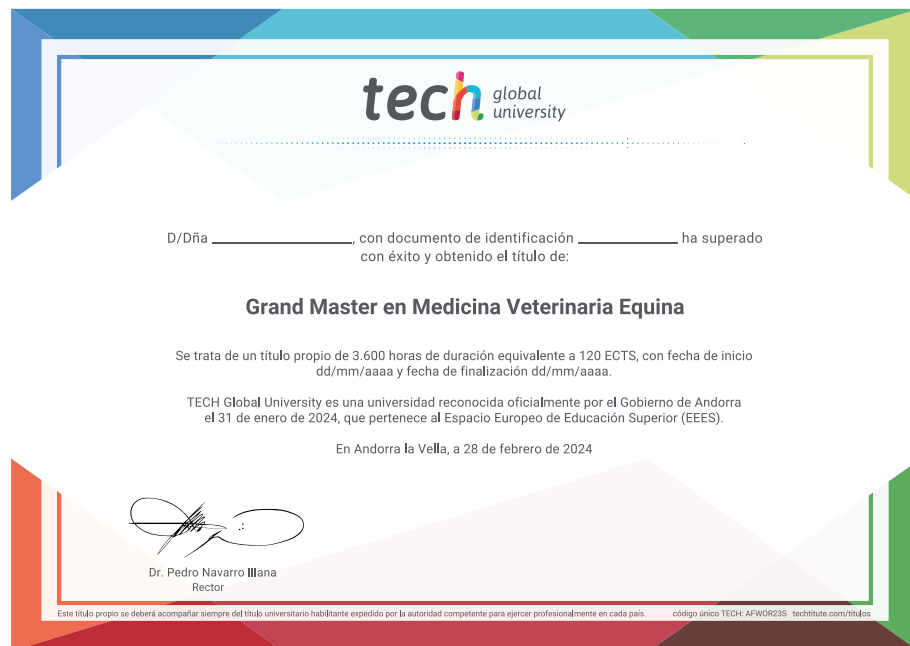 tech global university
D/Dña ____________, con documento de identificación ____________ ha superado
con éxito y obtenido el título de:
Grand Master en Medicina Veterinaria Equina
Se trata de un título propio de 3.600 horas de duración equivalente a 120 ECTS, con fecha de inicio
dd/mm/aaaa y fecha de finalización dd/mm/aaaa.
TECH Global University es una universidad reconocida oficialmente por el Gobierno de Andorra
el 31 de enero de 2024, que pertenece al Espacio Europeo de Educación Superior (EEES).
En Andorra la Vella, a 28 de febrero de 2024
Dr. Pedro Navarro Illana
Rector
Este título propio se deberá acompañar siempre del título universitario habilitante expedido por la autoridad competente para ejercer profesionalmente en cada país. código único TECH: AFWOR23S techtitute.com/titulos